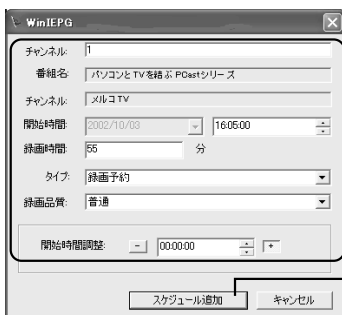 WinIEPG
チャンネル: 1
番組名: パソコンとTVを結ぶ PCastシリーズ
チャンネル: メルコTV
開始時間: 2002/10/03 16:05:00
録画時間: 55 分
タイプ: 録画予約
録画品質: 普通
開始時間調整: - 00:00:00 +
スケジュール追加 キャンセル